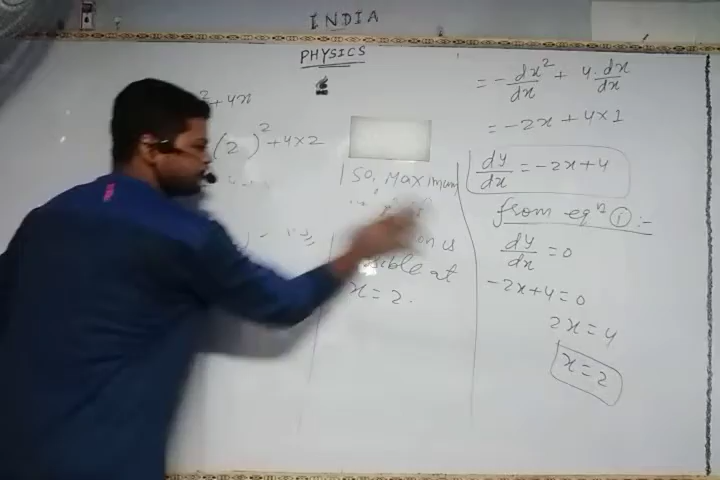 INDIA
PHYSICS
² + 4x
(2)² + 4×2
So, Maximum
on is
at
x = 2.
= - dx²/dx + 4.dx/dx
= -2x + 4×1
dy/dx = -2x + 4
from eqⁿ ① :-
dy/dx = 0
-2x + 4 = 0
2x = 4
x = 2